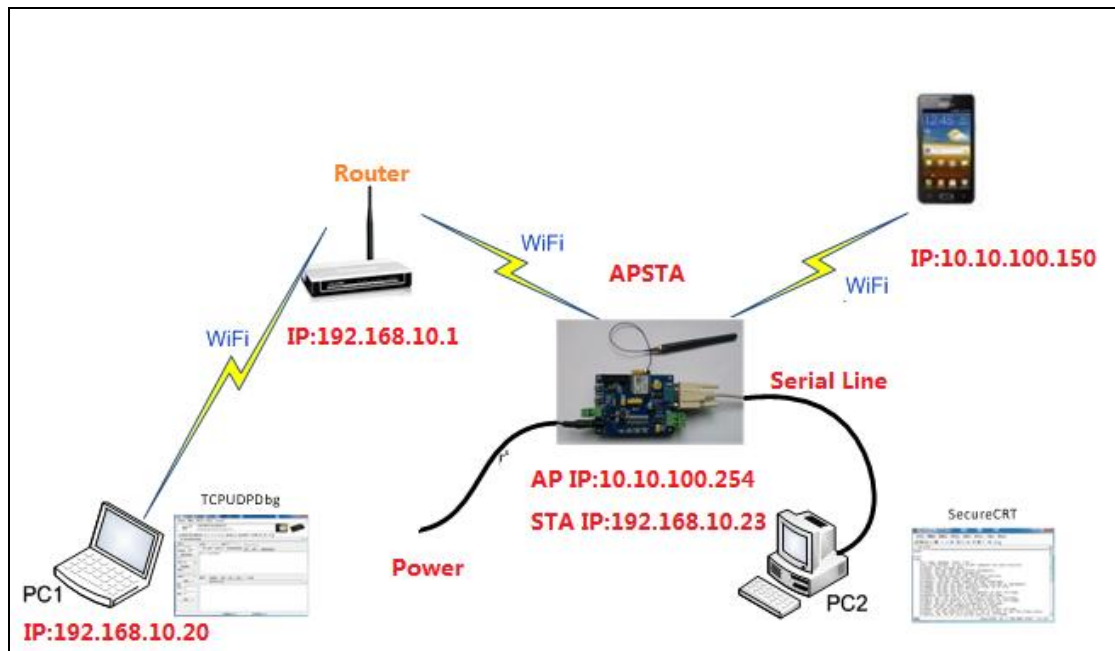 Router
WiFi
WiFi
WiFi
APSTA
IP:10.10.100.150
IP:192.168.10.1
Serial Line
AP IP:10.10.100.254
STA IP:192.168.10.23
TCPUDPDbg
SecureCRT
Power
PC1
PC2
IP:192.168.10.20